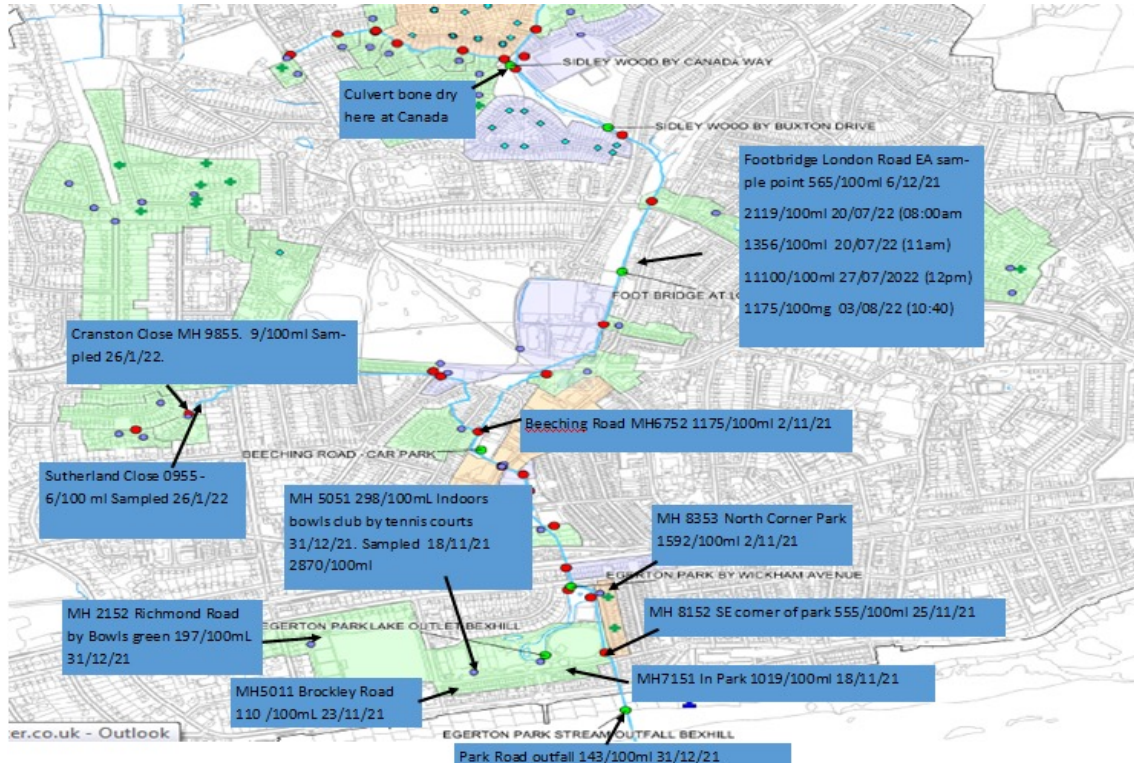 SIDLEY WOOD BY CANADA WAY
Culvert bone dry
here at Canada
SIDLEY WOOD BY BUXTON DRIVE
Footbridge London Road EA sam-
ple point 565/100ml 6/12/21
2119/100ml 20/07/22 (08:00am
1356/100ml 20/07/22 (11am)
11100/100ml 27/07/2022 (12pm)
1175/100mg 03/08/22 (10:40)
FOOT BRIDGE AT LO
Cranston Close MH 9855. 9/100ml Sam-
pled 26/1/22.
Beeching Road MH6752 1175/100ml 2/11/21
BEECHING ROAD - CAR PARK
Sutherland Close 0955-
6/100 ml Sampled 26/1/22
MH 5051 298/100mL Indoors
bowls club by tennis courts
31/12/21. Sampled 18/11/21
2870/100ml
MH 8353 North Corner Park
1592/100ml 2/11/21
EGERTON PARK BY WICKHAM AVENUE
MH 2152 Richmond Road
by Bowls green 197/100mL
31/12/21
EGERTON PARK LAKE OUTLET BEXHILL
MH 8152 SE corner of park 555/100ml 25/11/21
MH5011 Brockley Road
110 /100mL 23/11/21
MH7151 In Park 1019/100ml 18/11/21
er.co.uk - Outlook
EGERTON PARK STREAM OUTFALL BEXHILL
Park Road outfall 143/100ml 31/12/21